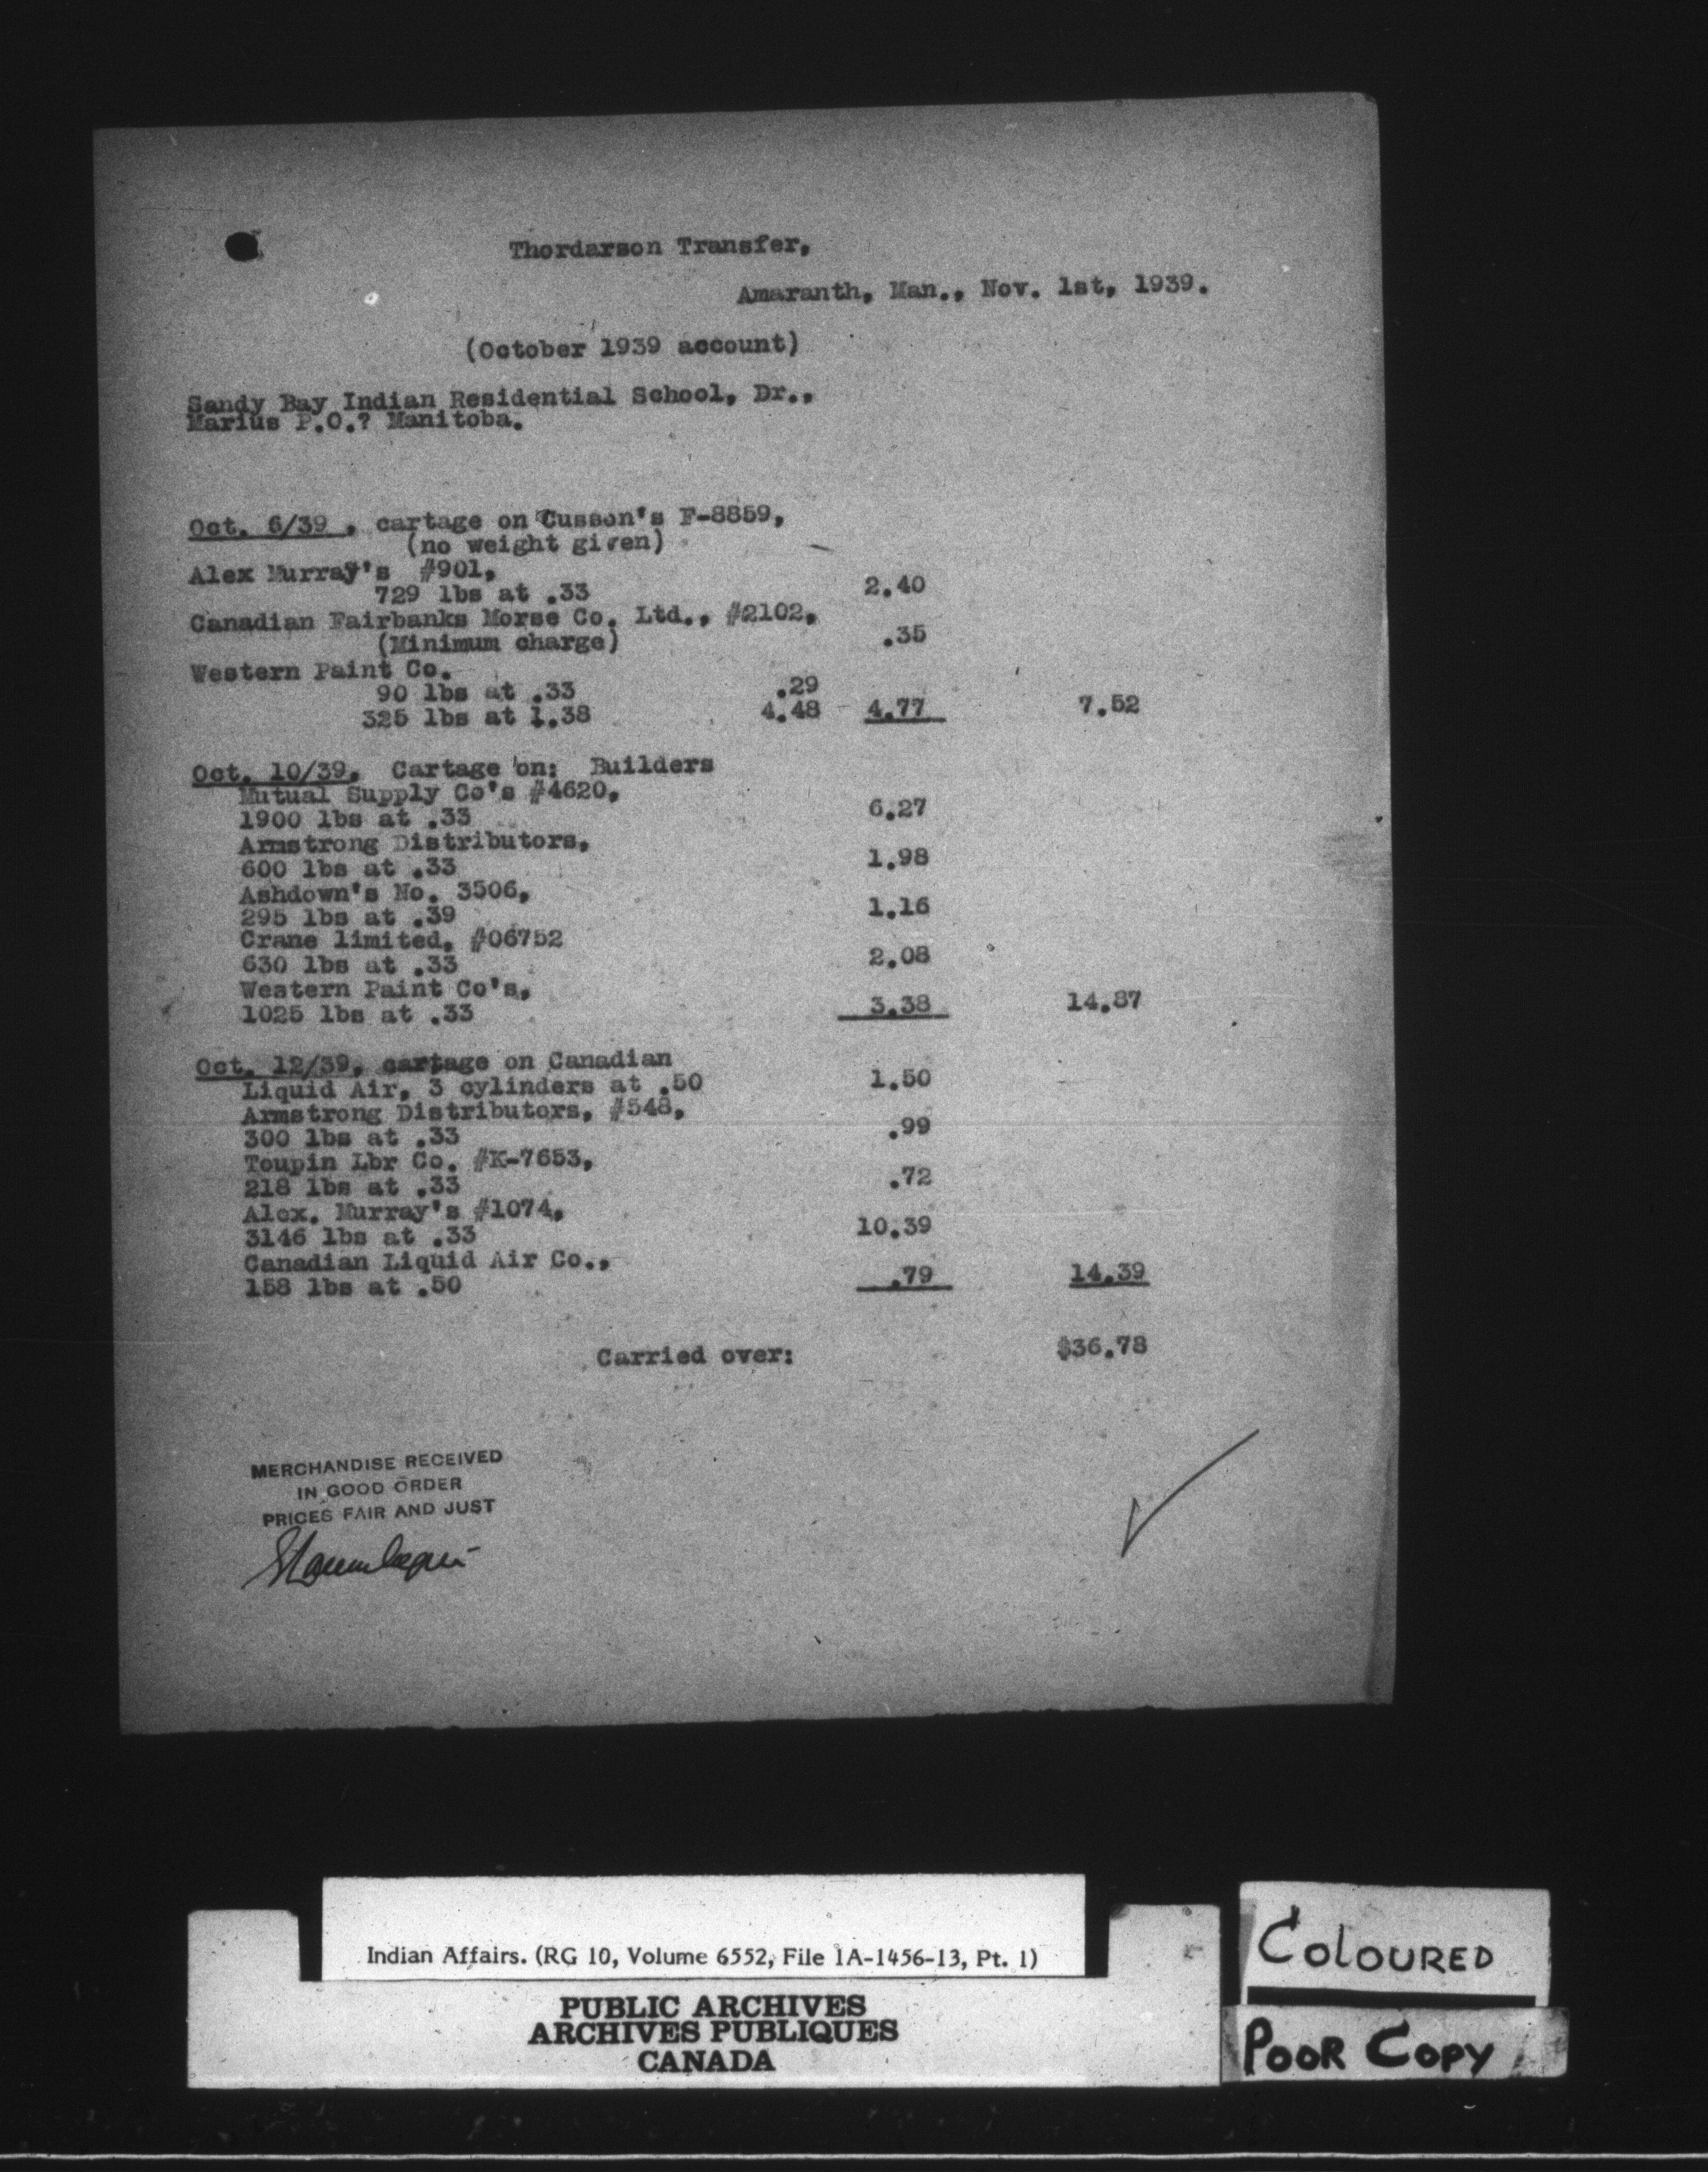 Thordarson Transfer,
Amaranth, Man., Nov. 1st, 1939.
(October 1939 account)
Sandy Bay Indian Residential School, Dr.,
Marius P.O.? Manitoba.
Oct. 6/39 , cartage on Cusson's F-8859,
(no weight given)
Alex Murray's #901,
729 lbs at .33 2.40
Canadian Fairbanks Morse Co. Ltd., #2102,
(Minimum charge) .35
Western Paint Co.
90 lbs at .33 .29
325 lbs at 1.38 4.48 4.77 7.52
Oct. 10/39, Cartage on: Builders
Mutual Supply Co's #4620,
1900 lbs at .33 6.27
Armstrong Distributors,
600 lbs at .33 1.98
Ashdown's No. 3506,
295 lbs at .39 1.16
Crane limited, #06752
630 lbs at .33 2.08
Western Paint Co's,
1025 lbs at .33 3.38 14.87
Oct. 12/39, cartage on Canadian
Liquid Air, 3 cylinders at .50 1.50
Armstrong Distributors, #548,
300 lbs at .33 .99
Toupin Lbr Co. #K-7653,
218 lbs at .33 .72
Alex. Murray's #1074,
3146 lbs at .33 10.39
Canadian Liquid Air Co.,
158 lbs at .50 .79 14.39
Carried over: $36.78
MERCHANDISE RECEIVED
IN GOOD ORDER
PRICES FAIR AND JUST
Indian Affairs. (RG 10, Volume 6552, File 1A-1456-13, Pt. 1)
PUBLIC ARCHIVES
ARCHIVES PUBLIQUES
CANADA
COLOURED
POOR COPY